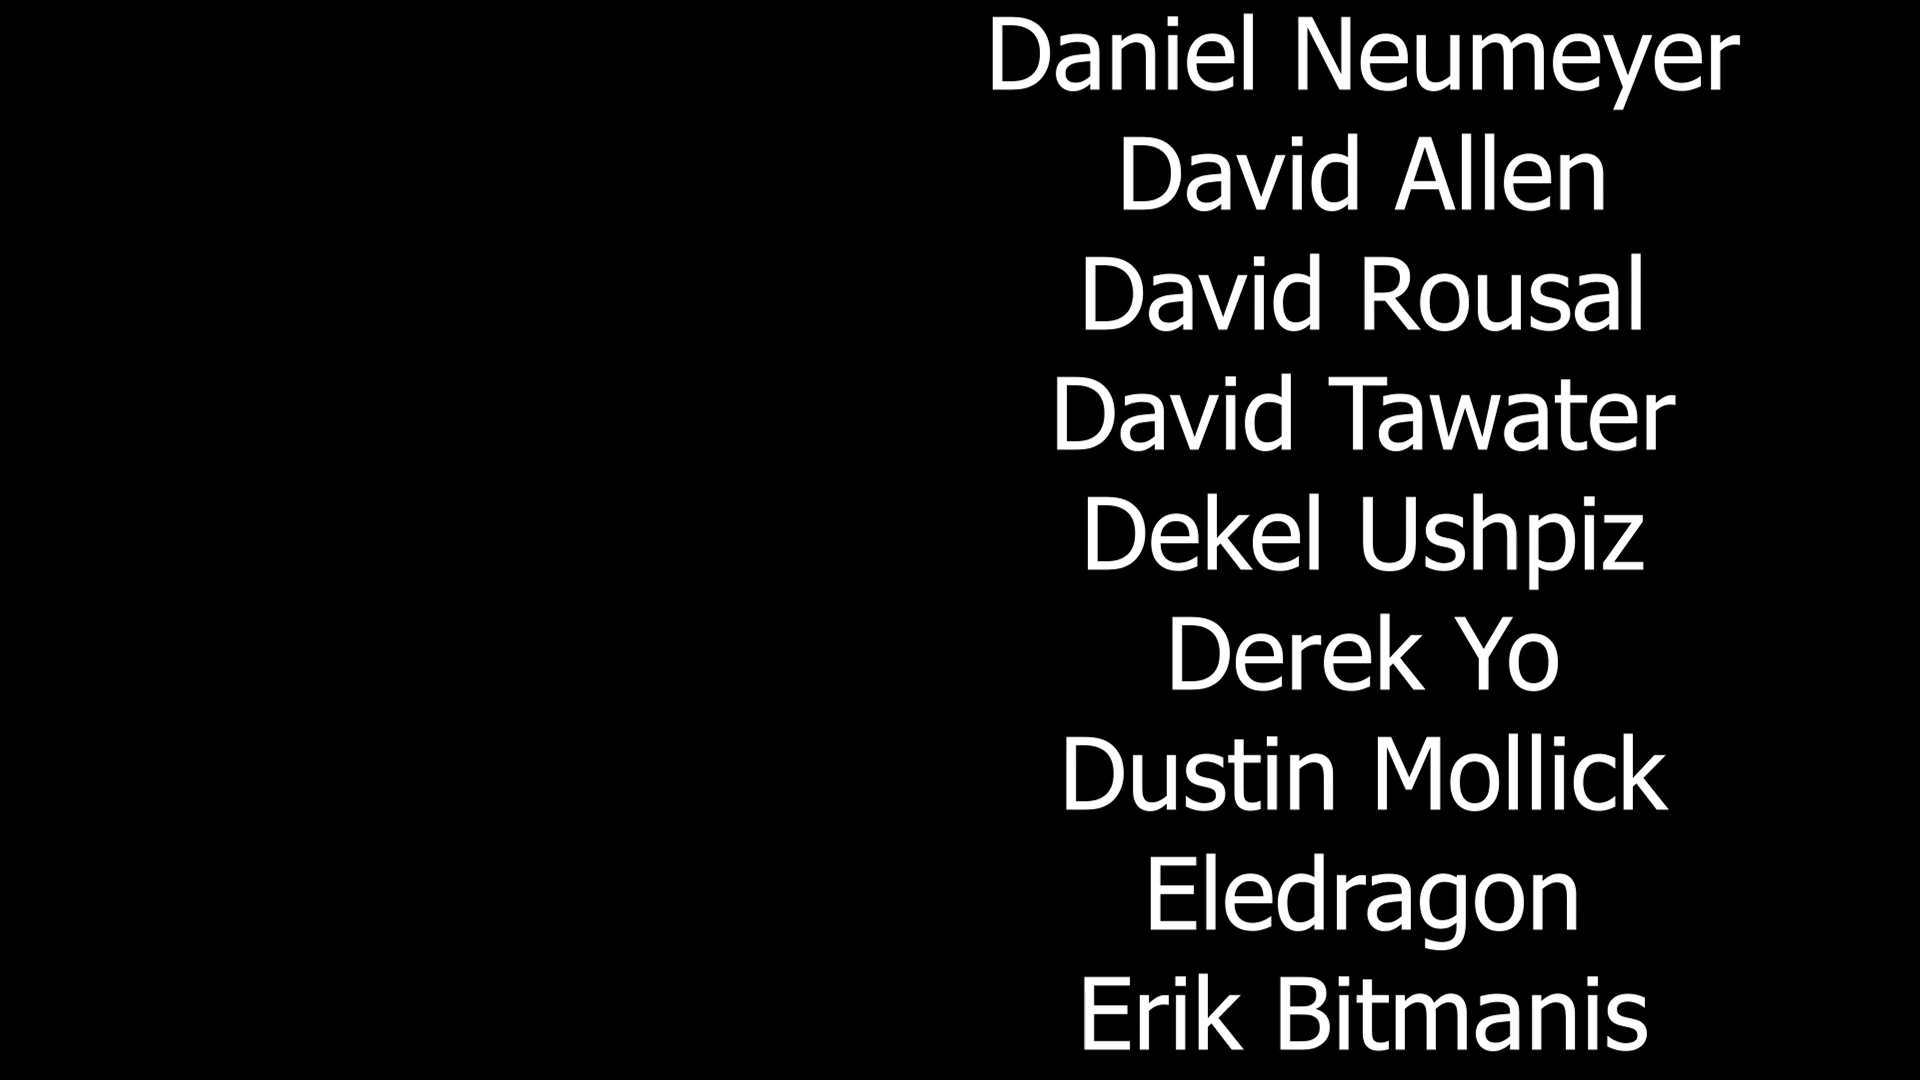 Daniel Neumeyer
David Allen
David Rousal
David Tawater
Dekel Ushpiz
Derek Yo
Dustin Mollick
Eledragon
Erik Bitmanis